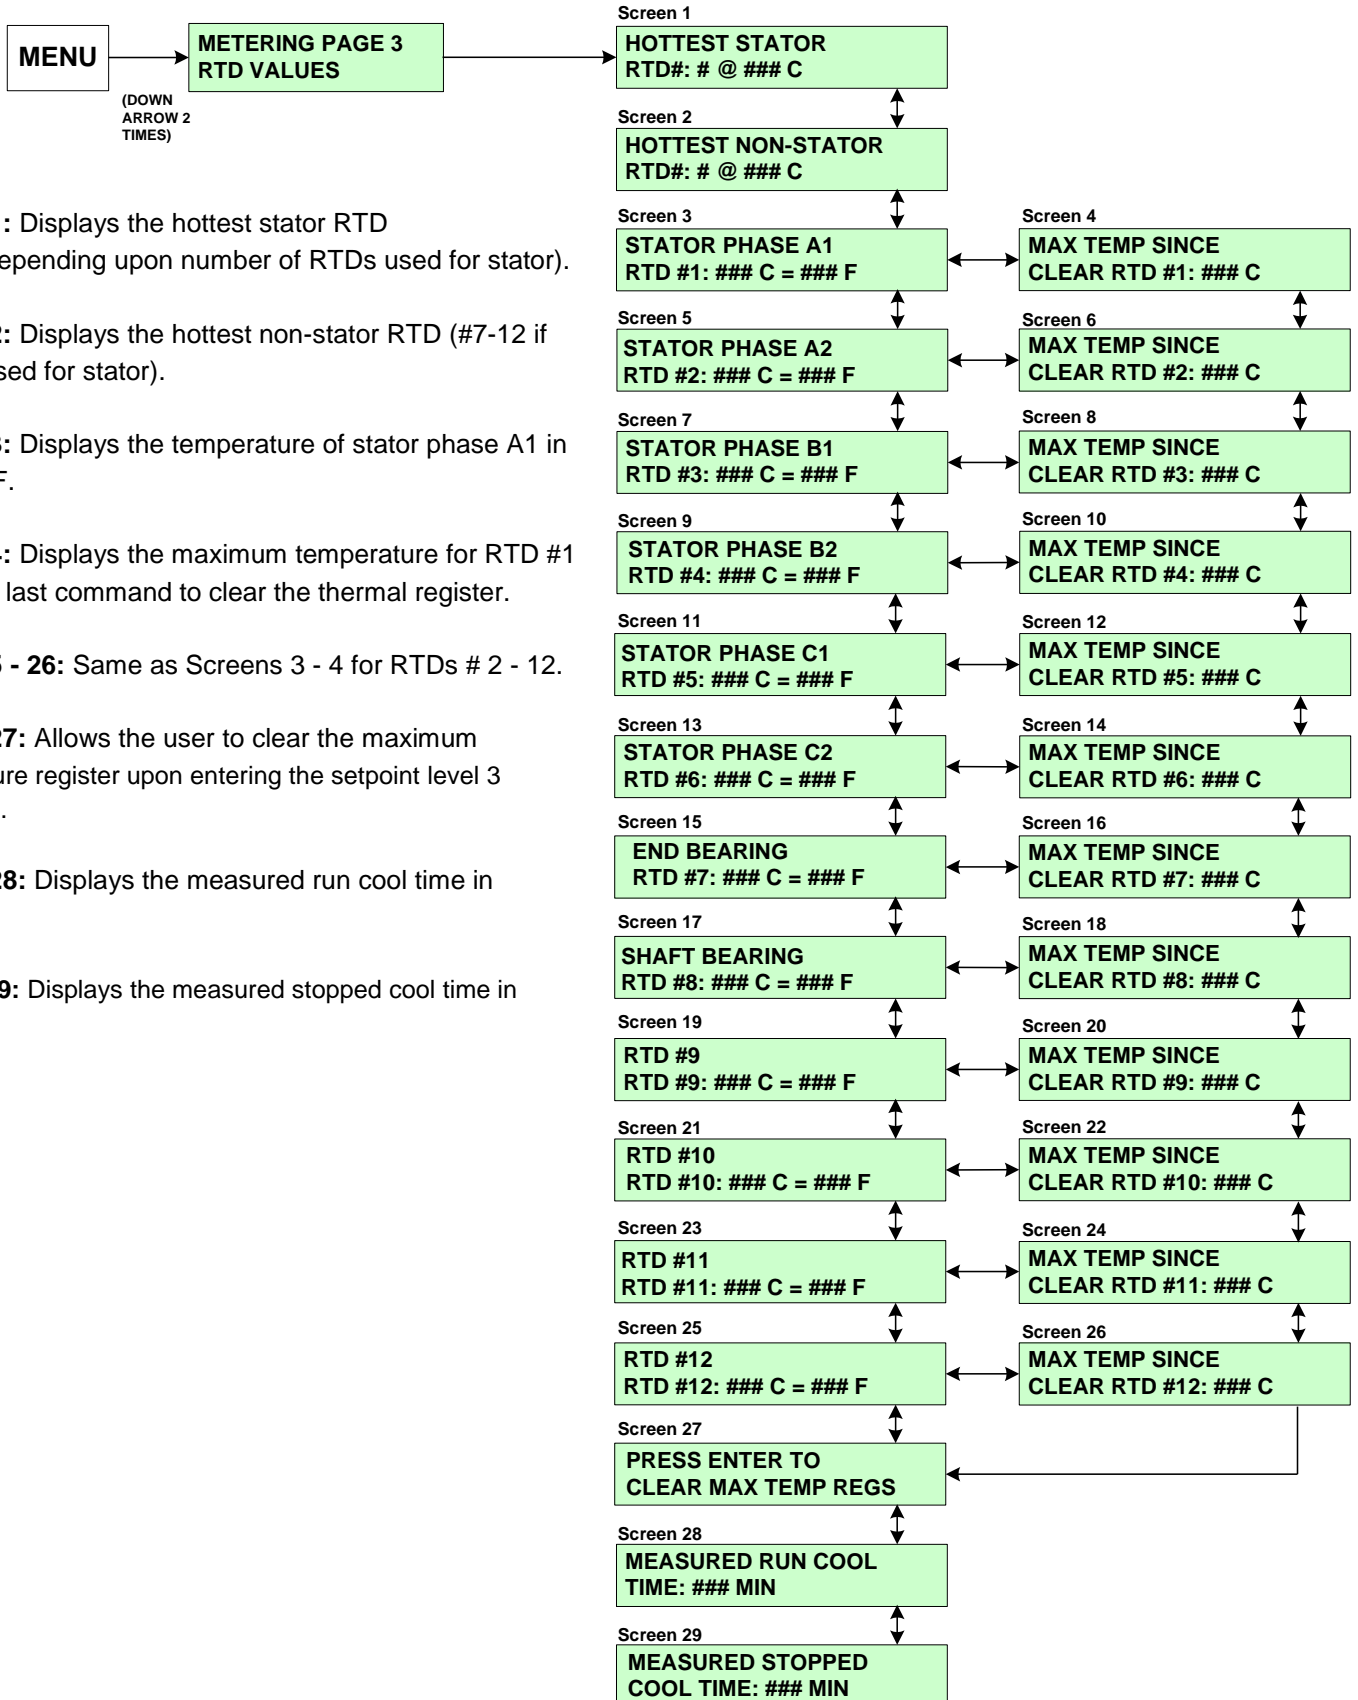 MENU
(DOWN
ARROW 2
TIMES)
METERING PAGE 3
RTD VALUES
Screen 1
HOTTEST STATOR
RTD#: # @ ### C
Screen 2
HOTTEST NON-STATOR
RTD#: # @ ### C
: Displays the hottest stator RTD
epending upon number of RTDs used for stator).
: Displays the hottest non-stator RTD (#7-12 if
sed for stator).
: Displays the temperature of stator phase A1 in
F.
: Displays the maximum temperature for RTD #1
last command to clear the thermal register.
- 26: Same as Screens 3 - 4 for RTDs # 2 - 12.
27: Allows the user to clear the maximum
ure register upon entering the setpoint level 3
.
28: Displays the measured run cool time in
9: Displays the measured stopped cool time in
Screen 3
STATOR PHASE A1
RTD #1: ### C = ### F
Screen 4
MAX TEMP SINCE
CLEAR RTD #1: ### C
Screen 5
STATOR PHASE A2
RTD #2: ### C = ### F
Screen 6
MAX TEMP SINCE
CLEAR RTD #2: ### C
Screen 7
STATOR PHASE B1
RTD #3: ### C = ### F
Screen 8
MAX TEMP SINCE
CLEAR RTD #3: ### C
Screen 9
STATOR PHASE B2
RTD #4: ### C = ### F
Screen 10
MAX TEMP SINCE
CLEAR RTD #4: ### C
Screen 11
STATOR PHASE C1
RTD #5: ### C = ### F
Screen 12
MAX TEMP SINCE
CLEAR RTD #5: ### C
Screen 13
STATOR PHASE C2
RTD #6: ### C = ### F
Screen 14
MAX TEMP SINCE
CLEAR RTD #6: ### C
Screen 15
END BEARING
RTD #7: ### C = ### F
Screen 16
MAX TEMP SINCE
CLEAR RTD #7: ### C
Screen 17
SHAFT BEARING
RTD #8: ### C = ### F
Screen 18
MAX TEMP SINCE
CLEAR RTD #8: ### C
Screen 19
RTD #9
RTD #9: ### C = ### F
Screen 20
MAX TEMP SINCE
CLEAR RTD #9: ### C
Screen 21
RTD #10
RTD #10: ### C = ### F
Screen 22
MAX TEMP SINCE
CLEAR RTD #10: ### C
Screen 23
RTD #11
RTD #11: ### C = ### F
Screen 24
MAX TEMP SINCE
CLEAR RTD #11: ### C
Screen 25
RTD #12
RTD #12: ### C = ### F
Screen 26
MAX TEMP SINCE
CLEAR RTD #12: ### C
Screen 27
PRESS ENTER TO
CLEAR MAX TEMP REGS
Screen 28
MEASURED RUN COOL
TIME: ### MIN
Screen 29
MEASURED STOPPED
COOL TIME: ### MIN